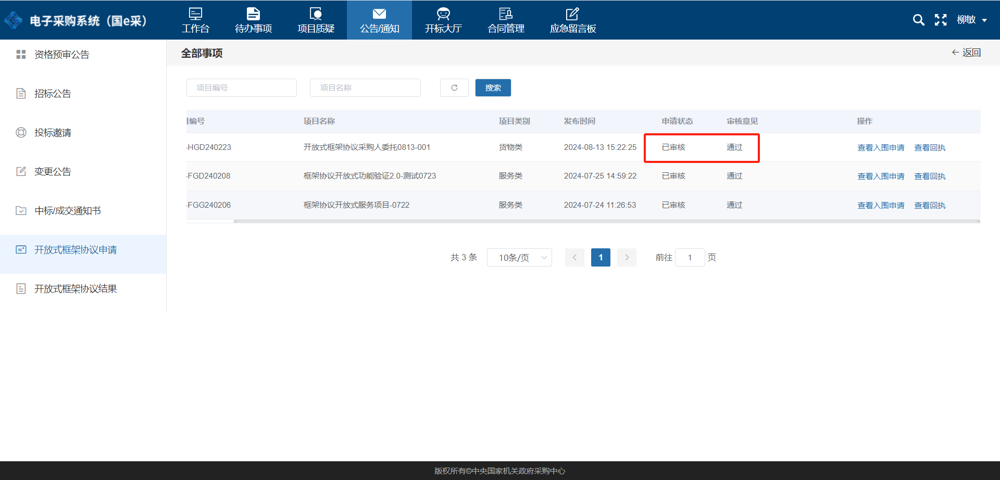 电子采购系统（国e采）
工作台
待办事项
项目质疑
公告/通知
开标大厅
合同管理
应急留言板
柳敏
资格预审公告
招标公告
投标邀请
变更公告
中标/成交通知书
开放式框架协议申请
开放式框架协议结果
全部事项
返回
项目编号
项目名称
搜索
编号 项目名称 项目类别 发布时间 申请状态 审核意见 操作
-HGD240223 开放式框架协议采购人委托0813-001 货物类 2024-08-13 15:22:25 已审核 通过 查看入围申请 查看回执
-FGD240208 框架协议开放式功能验证2.0-测试0723 服务类 2024-07-25 14:59:22 已审核 通过 查看入围申请 查看回执
-FGG240206 框架协议开放式服务项目-0722 服务类 2024-07-24 11:26:53 已审核 通过 查看入围申请 查看回执
共 3 条 10条/页 1 前往 1 页
版权所有©中央国家机关政府采购中心